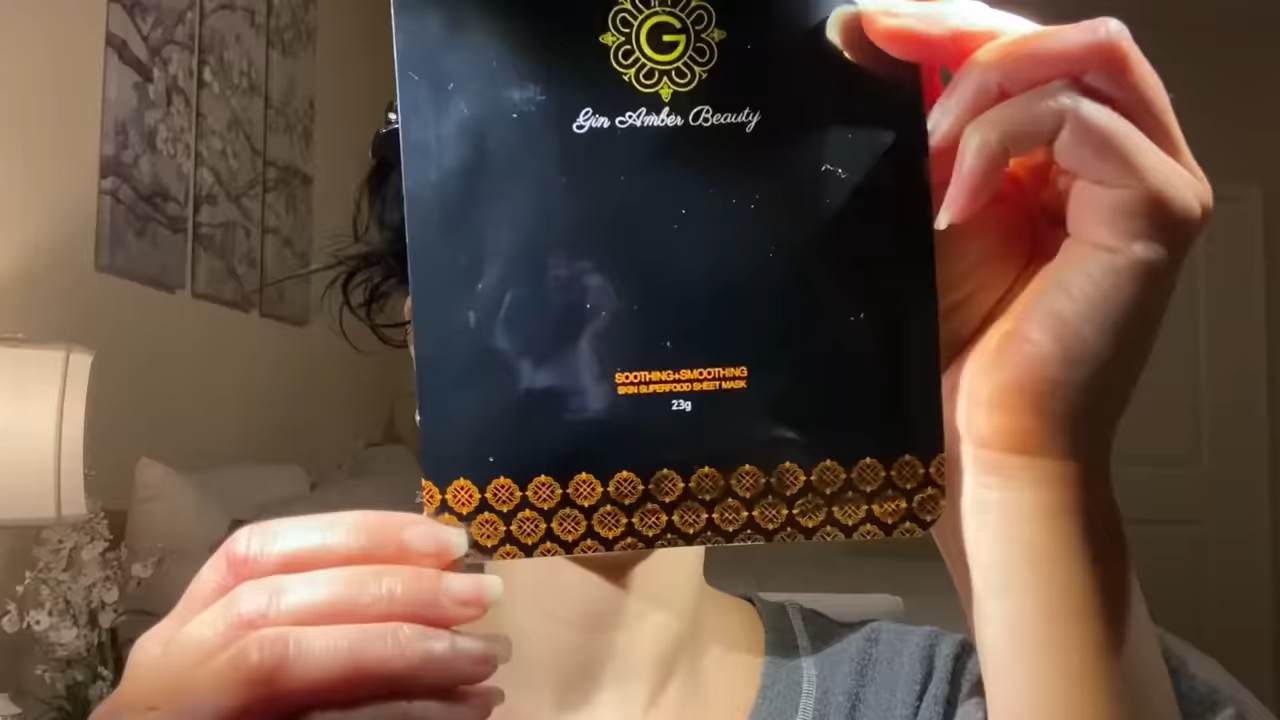 G
Gin Amber Beauty
SOOTHING+SMOOTHING
SKIN SUPERFOOD SHEET MASK
23g